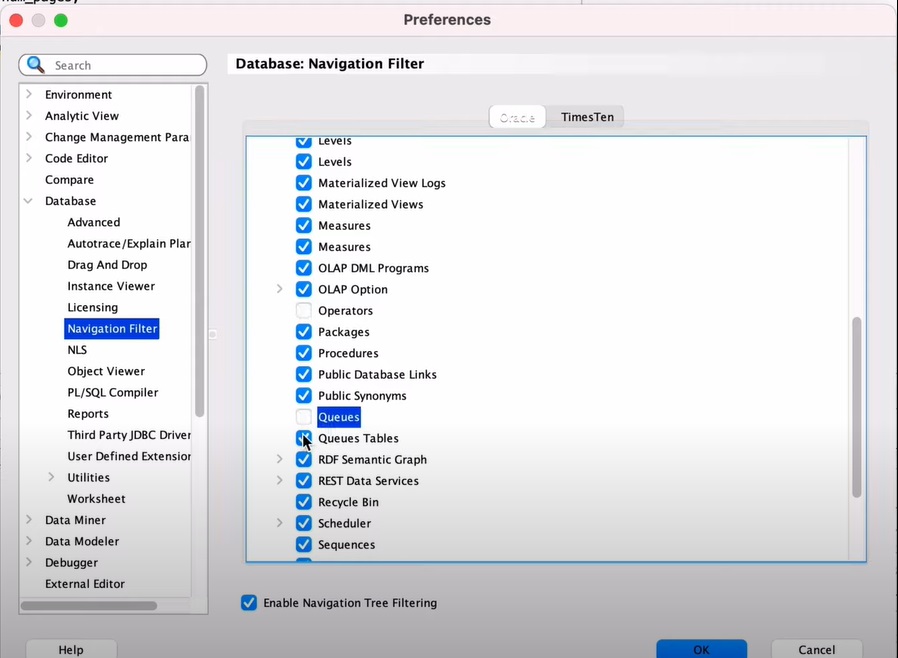 Preferences
Search
Database: Navigation Filter
Environment
Analytic View
Change Management Para
Code Editor
Compare
Database
Advanced
Autotrace/Explain Plan
Drag And Drop
Instance Viewer
Licensing
Navigation Filter
NLS
Object Viewer
PL/SQL Compiler
Reports
Third Party JDBC Driver
User Defined Extension
Utilities
Worksheet
Data Miner
Data Modeler
Debugger
External Editor
Oracle
TimesTen
Levels
Levels
Materialized View Logs
Materialized Views
Measures
Measures
OLAP DML Programs
OLAP Option
Operators
Packages
Procedures
Public Database Links
Public Synonyms
Queues
Queues Tables
RDF Semantic Graph
REST Data Services
Recycle Bin
Scheduler
Sequences
Enable Navigation Tree Filtering
Help
OK
Cancel